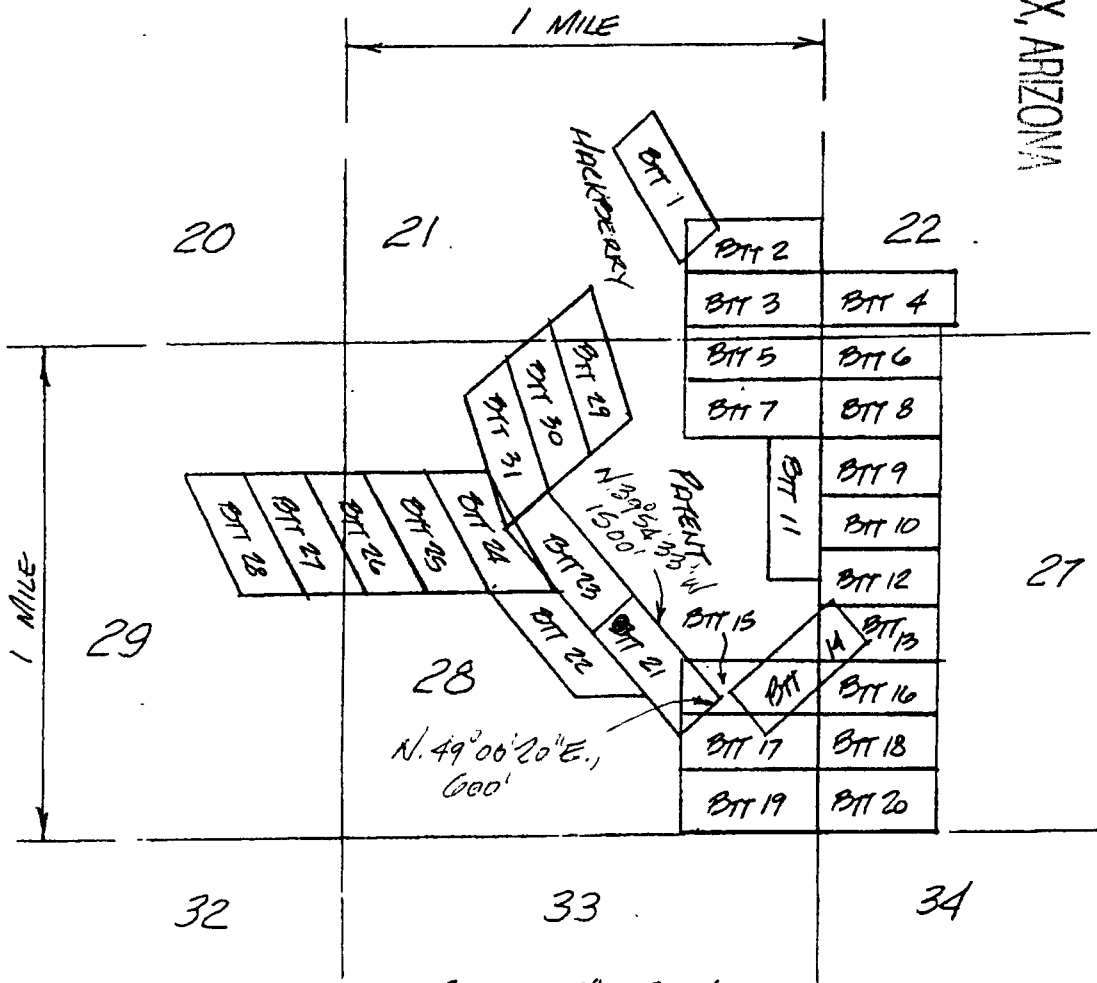 1 MILE
X, ARIZONA
HACKBERRY
BTT 1
20
21
22
BTT 2
BTT 3
BTT 4
BTT 5
BTT 6
BTT 7
BTT 8
BTT 29
BTT 30
BTT 31
BTT 9
BTT 10
BTT 11
BTT 12
PATENT
N.39°54'33"W
1500'
BTT 28
BTT 27
BTT 26
BTT 25
BTT 24
BTT 23
BTT 22
BTT 21
BTT 15
BTT 14
BTT 13
BTT 16
1 MILE
29
28
27
N.49°00'20"E.,
600'
BTT 17
BTT 18
BTT 19
BTT 20
32
33
34